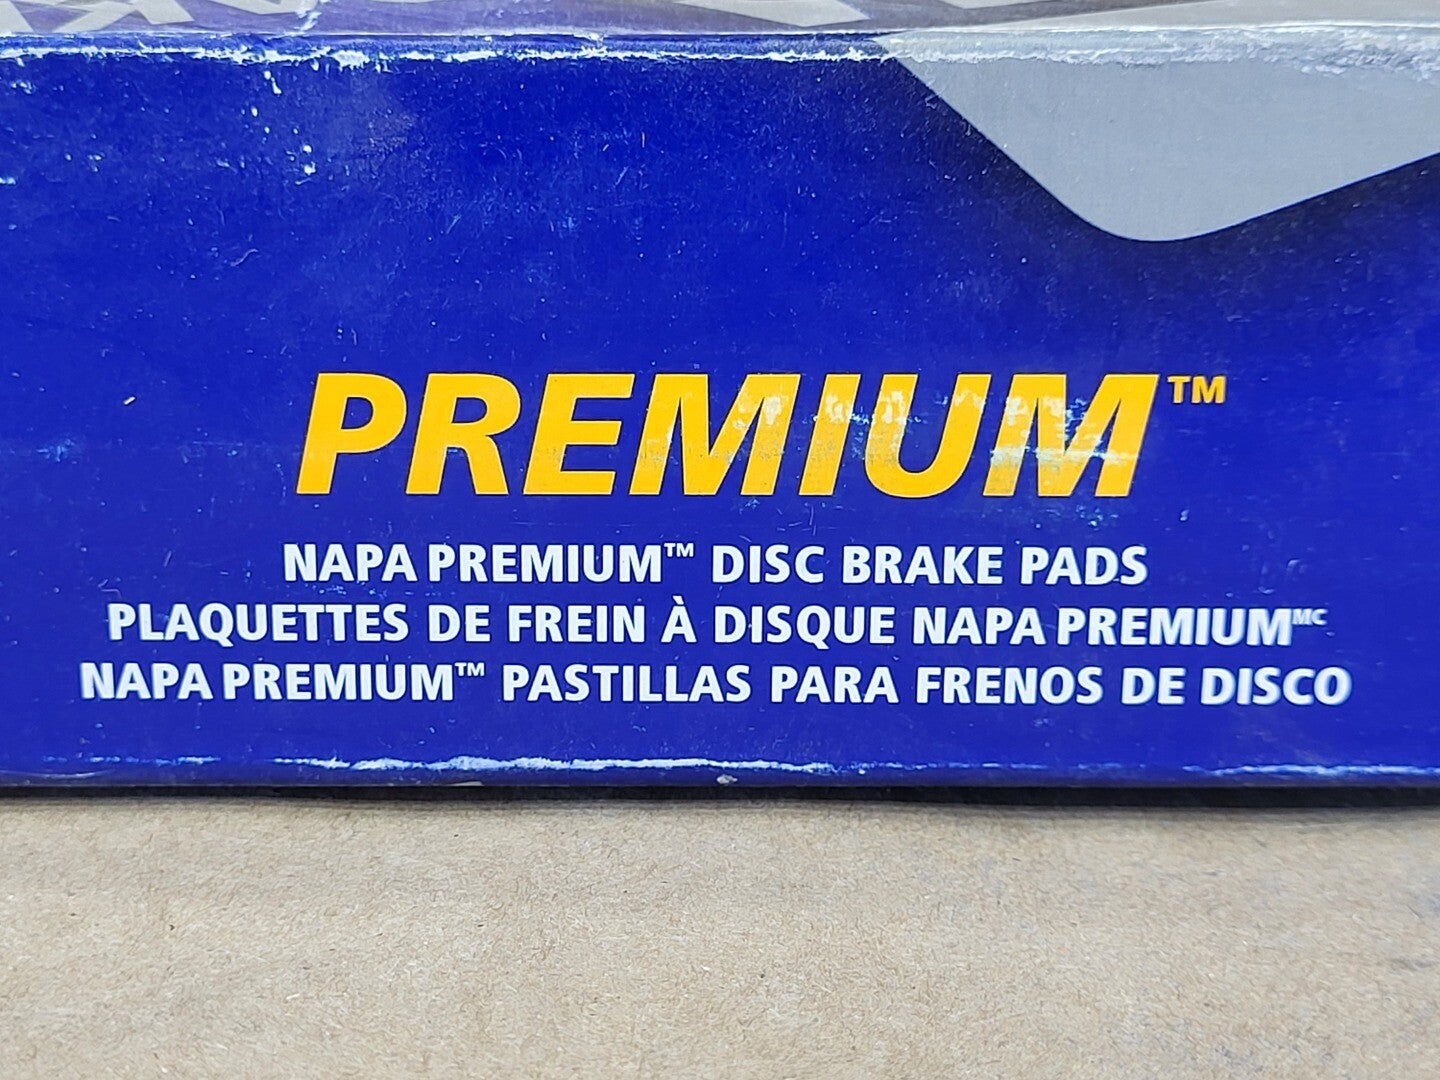 PREMIUM™
NAPA PREMIUM™ DISC BRAKE PADS
PLAQUETTES DE FREIN À DISQUE NAPA PREMIUMᴹᶜ
NAPA PREMIUM™ PASTILLAS PARA FRENOS DE DISCO